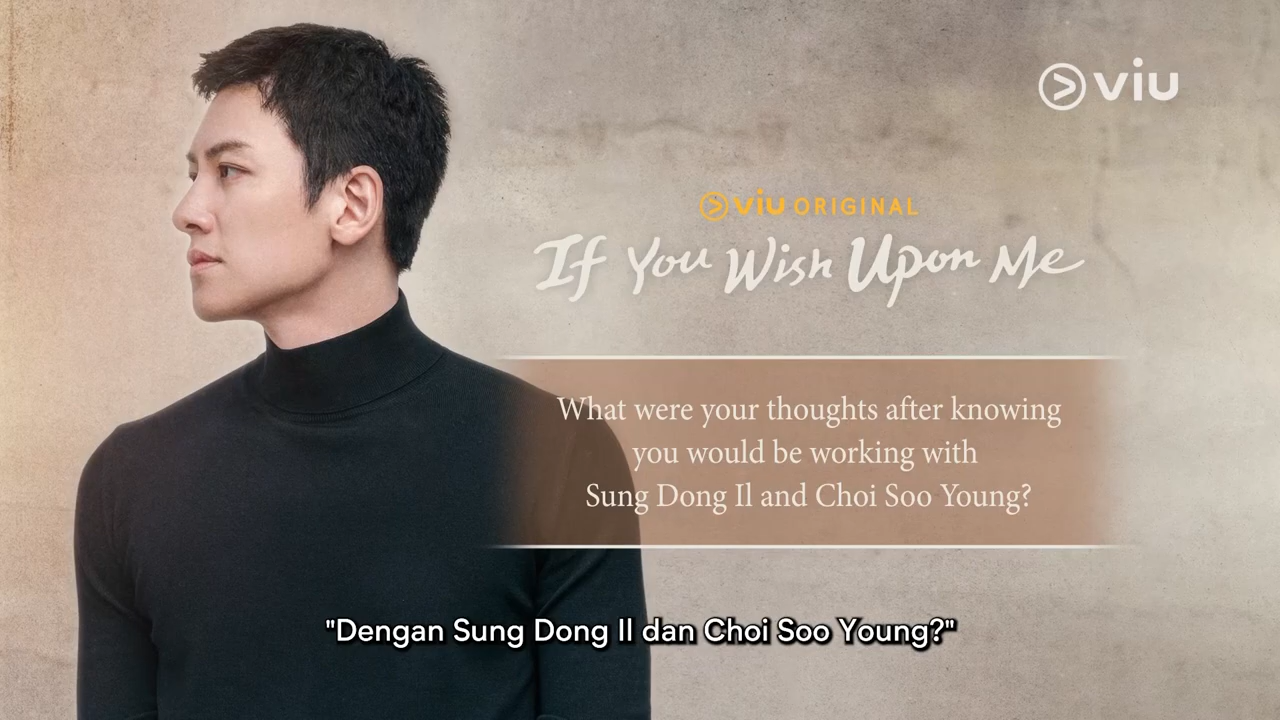 viu
viu ORIGINAL
If You Wish Upon Me
What were your thoughts after knowing
you would be working with
Sung Dong Il and Choi Soo Young?
"Dengan Sung Dong Il dan Choi Soo Young?"